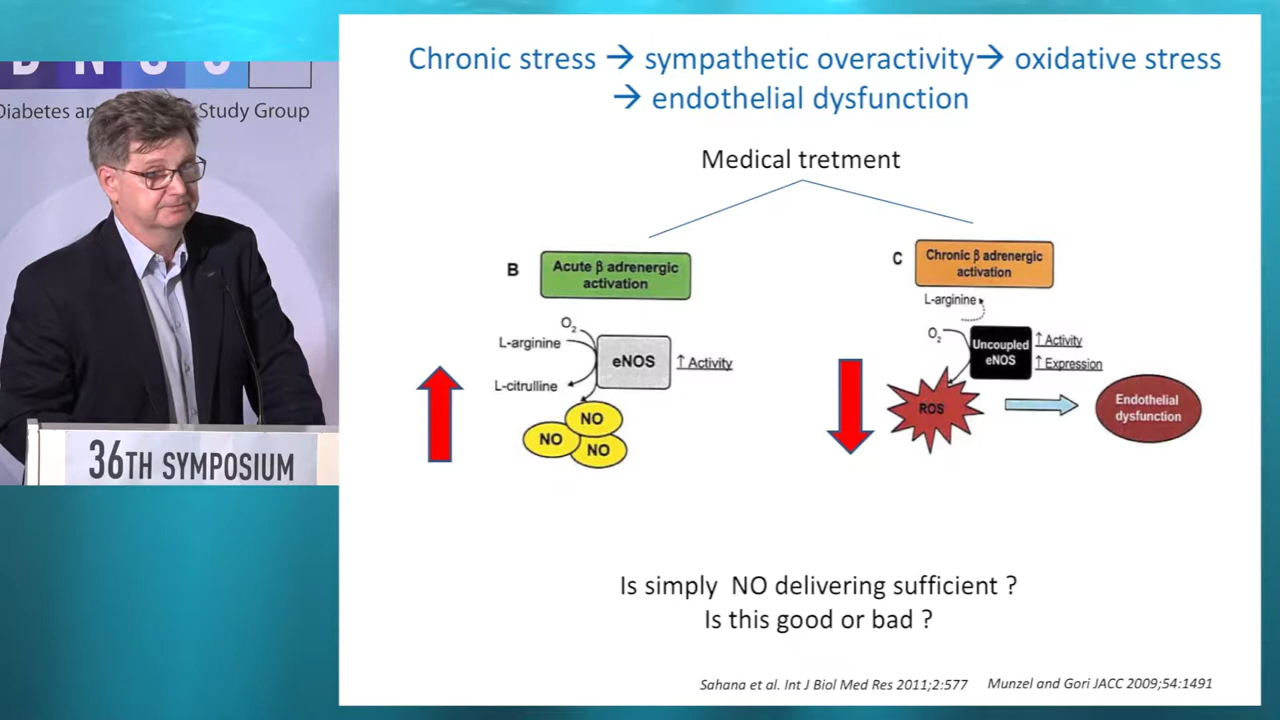 Diabetes an
Study Group
36TH SYMPOSIUM
Chronic stress → sympathetic overactivity→ oxidative stress
→ endothelial dysfunction
Medical tretment
B
Acute β adrenergic
activation
O₂
L-arginine
eNOS
↑ Activity
L-citrulline
NO
NO
NO
C
Chronic β adrenergic
activation
L-arginine
O₂
Uncoupled
eNOS
↑ Activity
↑ Expression
ROS
Endothelial
dysfunction
Is simply NO delivering sufficient ?
Is this good or bad ?
Sahana et al. Int J Biol Med Res 2011;2:577 Munzel and Gori JACC 2009;54:1491